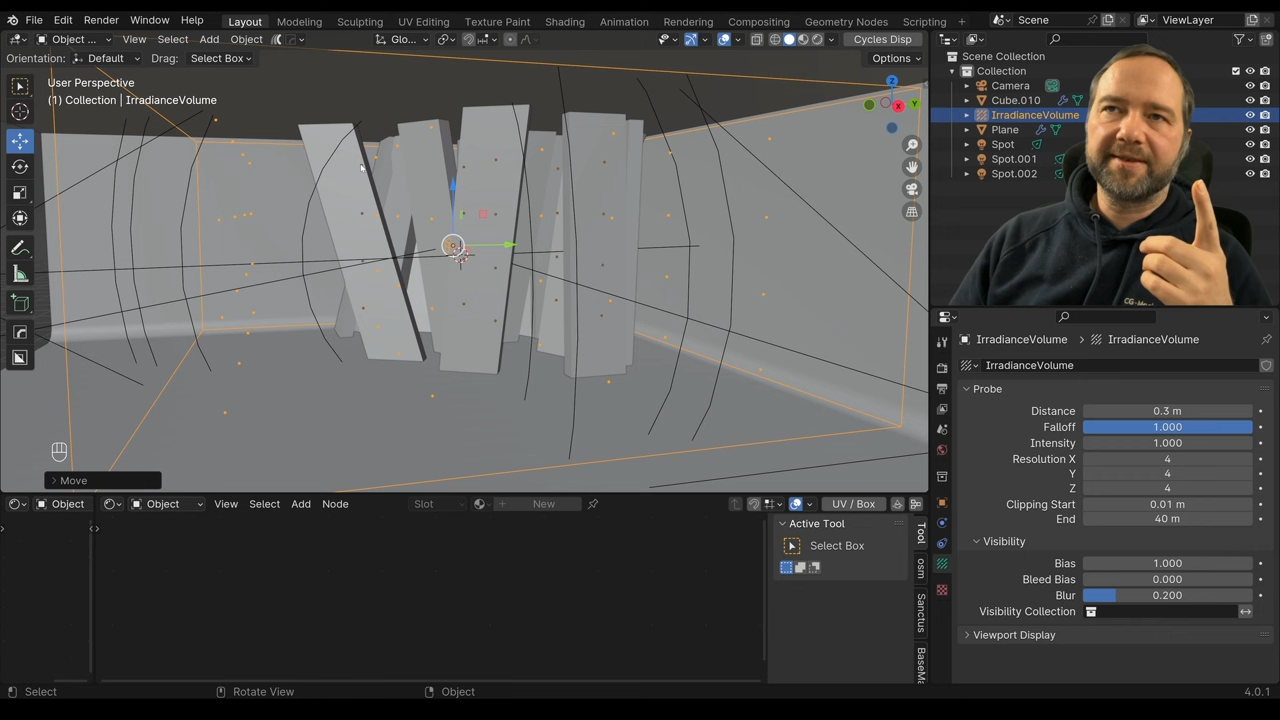 File Edit Render Window Help Layout Modeling Sculpting UV Editing Texture Paint Shading Animation Rendering Compositing Geometry Nodes Scripting + Scene ViewLayer
Object ... View Select Add Object Glo... Cycles Disp
Orientation: Default Drag: Select Box Options
User Perspective
(1) Collection | IrradianceVolume
Z
Y
X
Move
Scene Collection
Collection
Camera
Cube.010
IrradianceVolume
Plane
Spot
Spot.001
Spot.002
IrradianceVolume > IrradianceVolume
IrradianceVolume
Probe
Distance 0.3 m
Falloff 1.000
Intensity 1.000
Resolution X 4
Y 4
Z 4
Clipping Start 0.01 m
End 40 m
Visibility
Bias 1.000
Bleed Bias 0.000
Blur 0.200
Visibility Collection
Viewport Display
Object Object View Select Add Node Slot New UV / Box
Active Tool
Select Box
Tool
osm
Sanctus
BaseMa
Select Rotate View Object 4.0.1